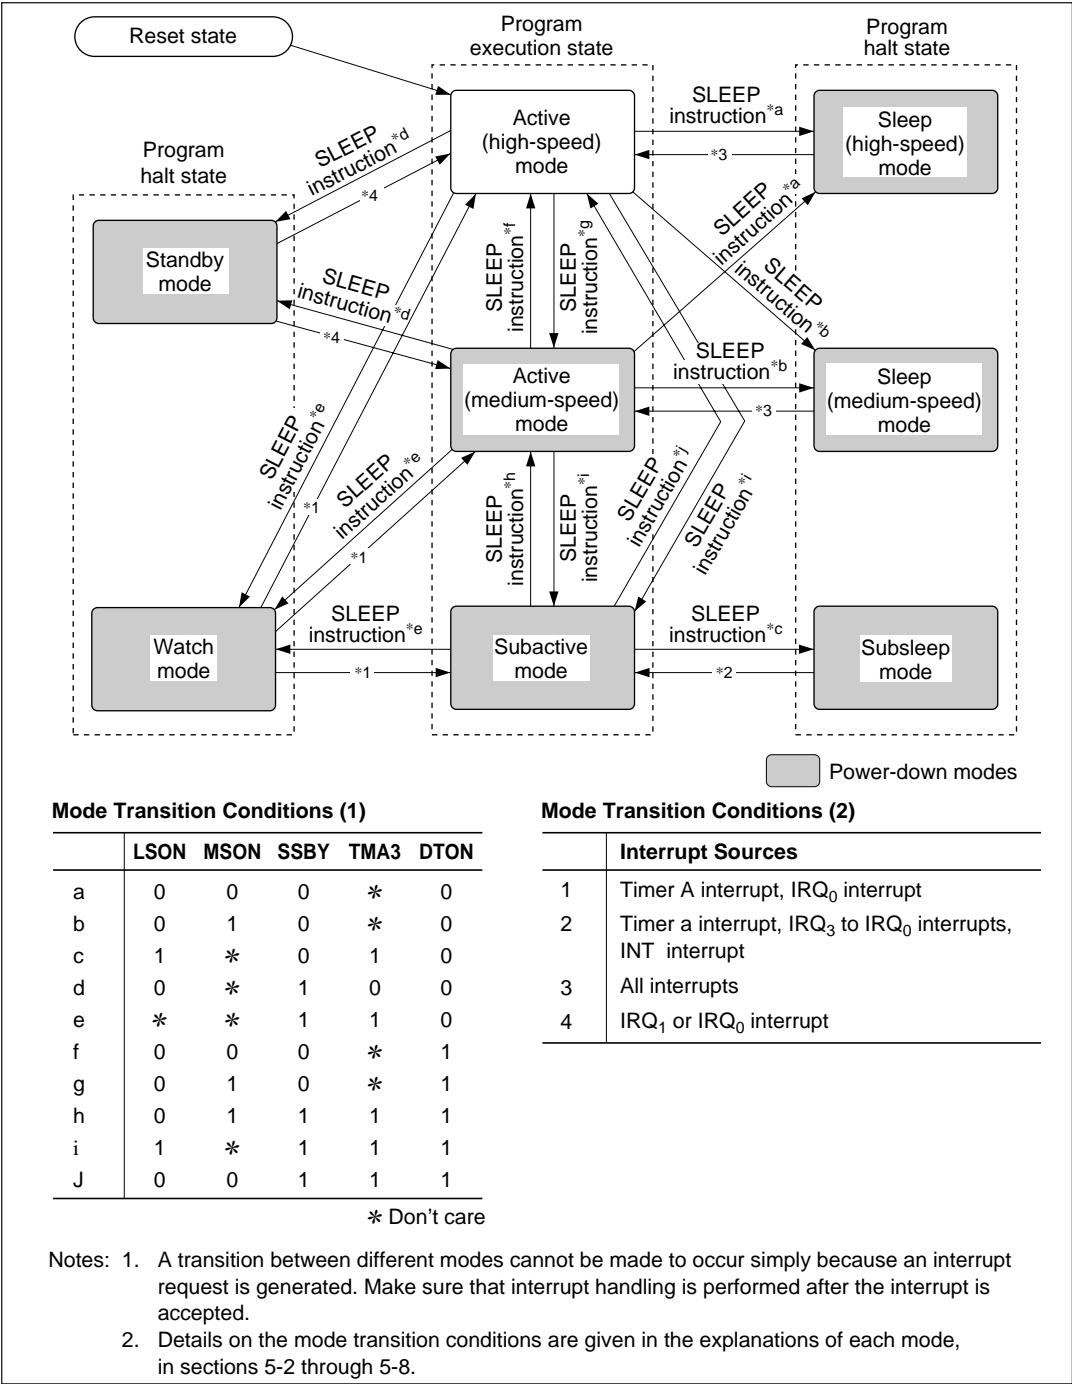 Reset state
Program
execution state
Program
halt state
Program
halt state
Active
(high-speed)
mode
SLEEP
instruction*a
*3
Sleep
(high-speed)
mode
SLEEP
instruction*d
*4
Standby
mode
SLEEP
instruction*d
*4
SLEEP
instruction*f
SLEEP
instruction*g
SLEEP
instruction*a
SLEEP
instruction*b
Active
(medium-speed)
mode
SLEEP
instruction*b
*3
Sleep
(medium-speed)
mode
SLEEP
instruction*e
*1
SLEEP
instruction*e
*1
SLEEP
instruction*h
SLEEP
instruction*i
SLEEP
instruction*j
SLEEP
instruction*i
Watch
mode
SLEEP
instruction*e
*1
Subactive
mode
SLEEP
instruction*c
*2
Subsleep
mode
Power-down modes
Mode Transition Conditions (1)
LSON MSON SSBY TMA3 DTON
a 0 0 0 * 0
b 0 1 0 * 0
c 1 * 0 1 0
d 0 * 1 0 0
e * * 1 1 0
f 0 0 0 * 1
g 0 1 0 * 1
h 0 1 1 1 1
i 1 * 1 1 1
J 0 0 1 1 1
* Don't care
Mode Transition Conditions (2)
Interrupt Sources
1 Timer A interrupt, IRQ0 interrupt
2 Timer a interrupt, IRQ3 to IRQ0 interrupts,
INT interrupt
3 All interrupts
4 IRQ1 or IRQ0 interrupt
Notes: 1. A transition between different modes cannot be made to occur simply because an interrupt
request is generated. Make sure that interrupt handling is performed after the interrupt is
accepted.
2. Details on the mode transition conditions are given in the explanations of each mode,
in sections 5-2 through 5-8.